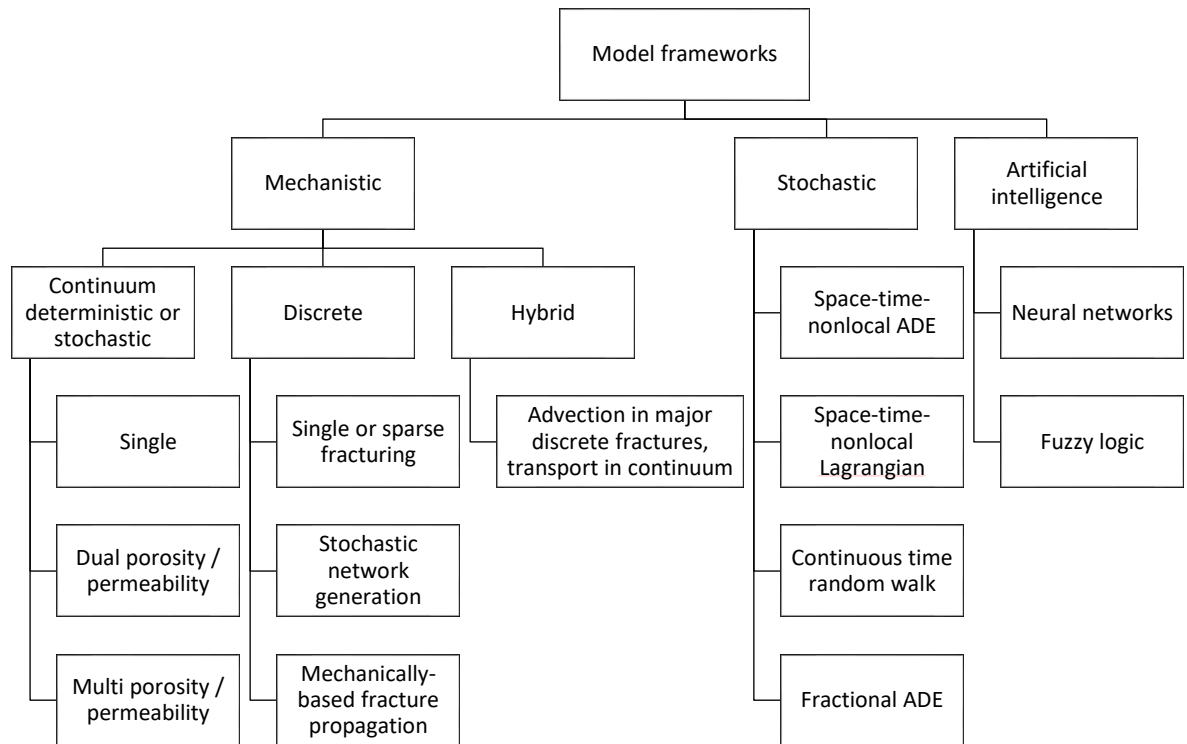 Model frameworks
Mechanistic
Stochastic
Artificial
intelligence
Continuum
deterministic or
stochastic
Discrete
Hybrid
Space-time-
nonlocal ADE
Neural networks
Single
Single or sparse
fracturing
Advection in major
discrete fractures,
transport in continuum
Space-time-
nonlocal
Lagrangian
Fuzzy logic
Dual porosity /
permeability
Stochastic
network
generation
Continuous time
random walk
Multi porosity /
permeability
Mechanically-
based fracture
propagation
Fractional ADE